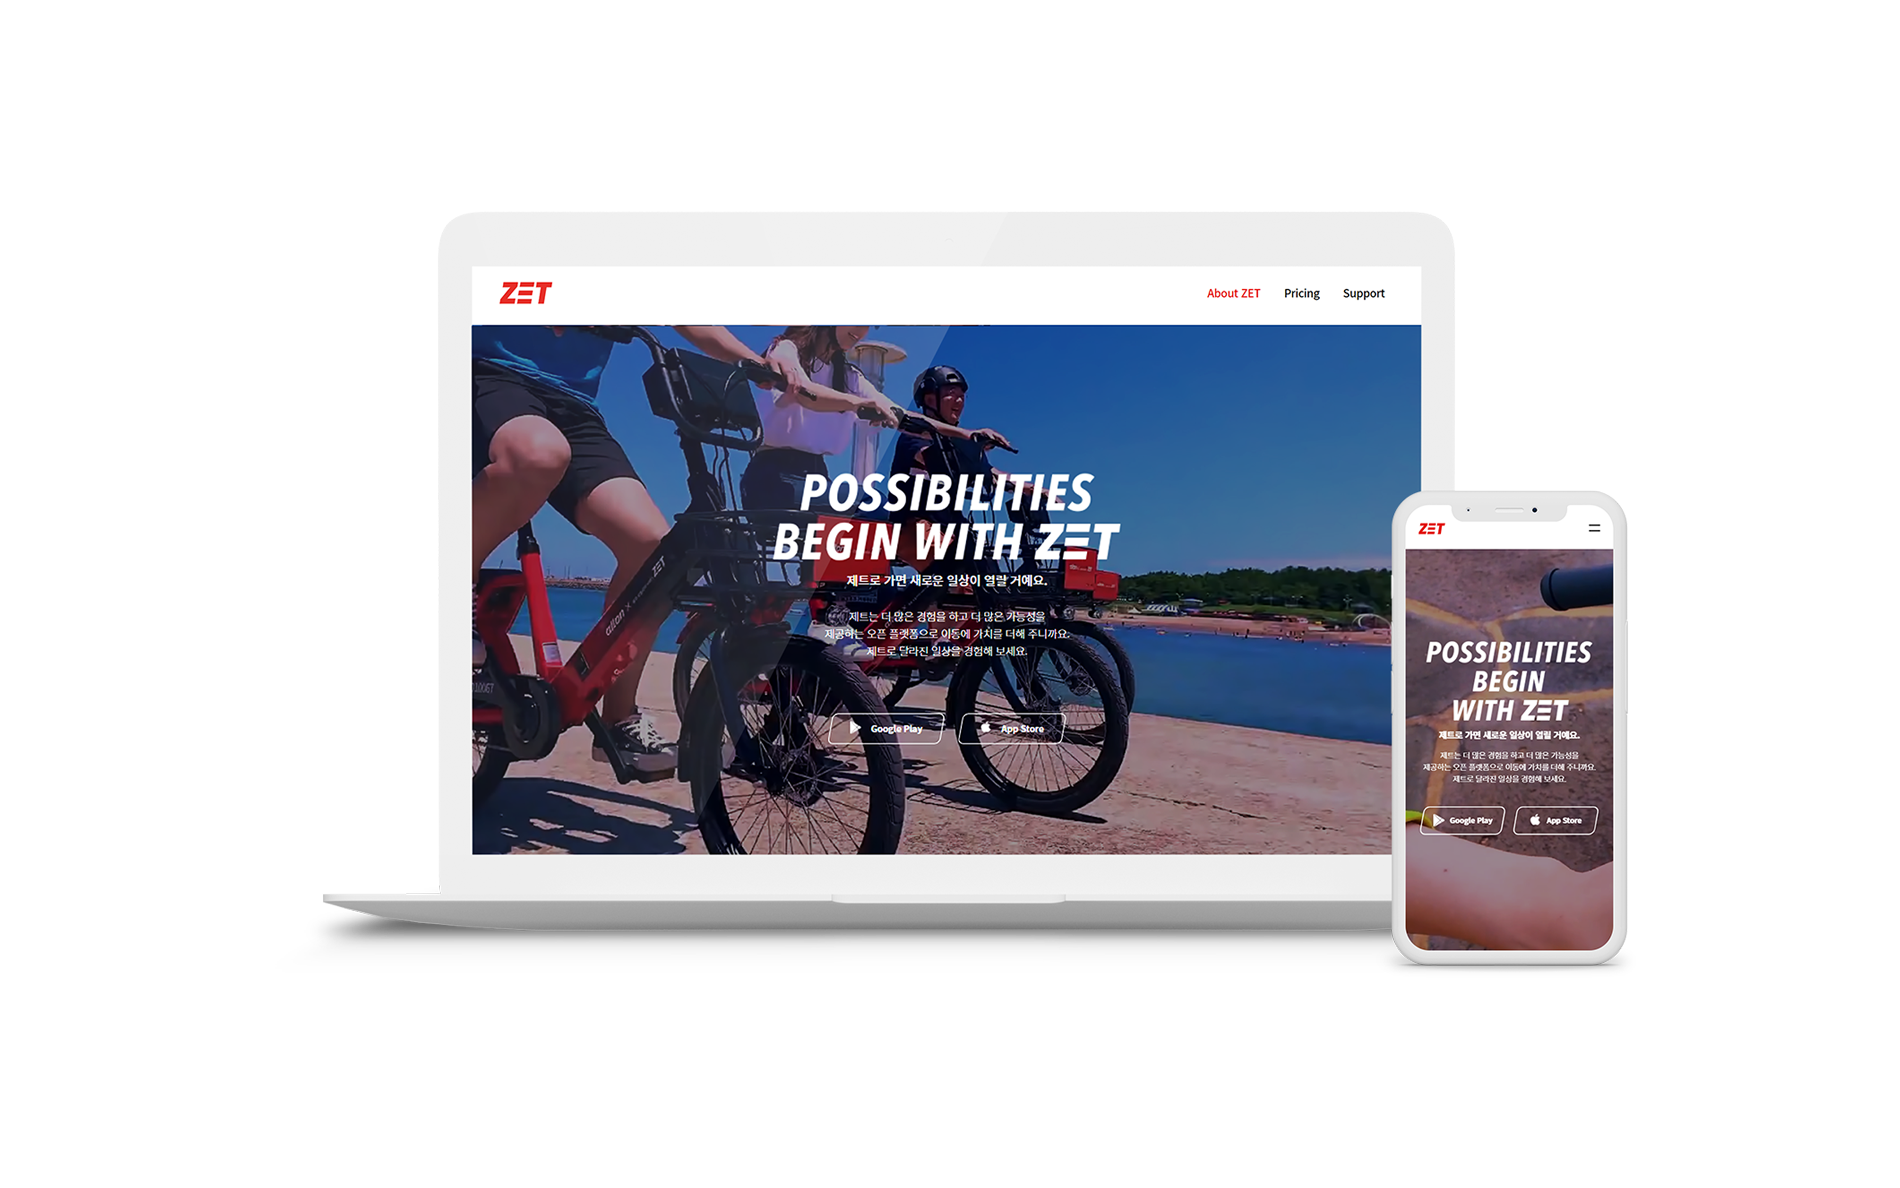 ZET
About ZET
Pricing
Support
POSSIBILITIES
BEGIN WITH ZET
제트로 가면 새로운 일상이 열릴 거예요.
제트는 더 많은 경험을 하고 더 많은 가능성을
제공하는 오픈 플랫폼으로 이동에 가치를 더해 주니까요.
제트로 달라진 일상을 경험해 보세요.
Google Play
App Store
ZET
alton
ZET
POSSIBILITIES
BEGIN
WITH ZET
제트로 가면 새로운 일상이 열릴 거예요.
제트는 더 많은 경험을 하고 더 많은 가능성을
제공하는 오픈 플랫폼으로 이동에 가치를 더해 주니까요.
제트로 달라진 일상을 경험해 보세요.
Google Play
App Store